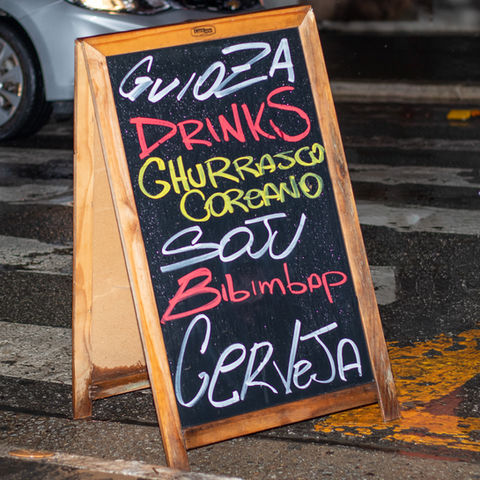 GUIOZA
DRINKS
CHURRASCO
COREANO
SOJU
Bibimbap
CERVEJA